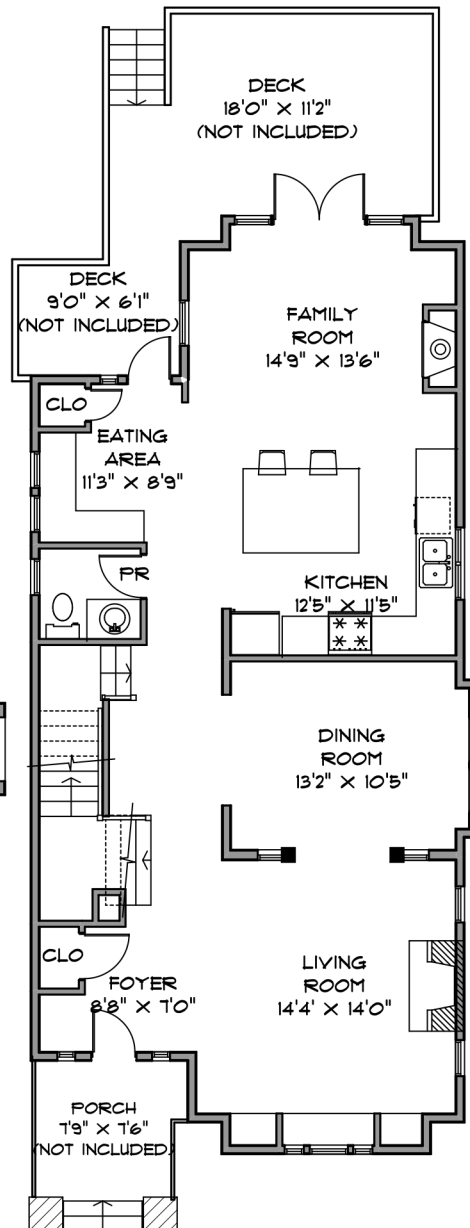 DECK
18'0" X 11'2"
(NOT INCLUDED)
DECK
9'0" X 6'1"
(NOT INCLUDED)
FAMILY
ROOM
14'9" X 13'6"
CLO
EATING
AREA
11'3" X 8'9"
PR
KITCHEN
12'5" X 11'5"
DINING
ROOM
13'2" X 10'5"
CLO
FOYER
8'8" X 7'0"
LIVING
ROOM
14'4' X 14'0"
PORCH
7'9" X 7'6"
(NOT INCLUDED)